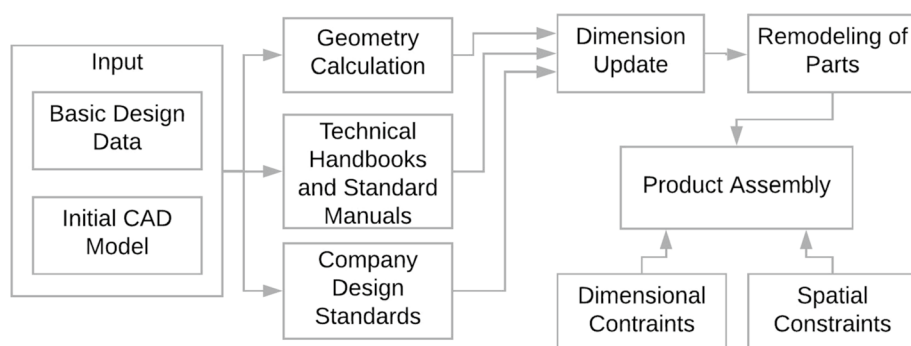 Input
Basic Design
Data
Initial CAD
Model
Geometry
Calculation
Technical
Handbooks
and Standard
Manuals
Company
Design
Standards
Dimension
Update
Remodeling of
Parts
Product Assembly
Dimensional
Contraints
Spatial
Constraints